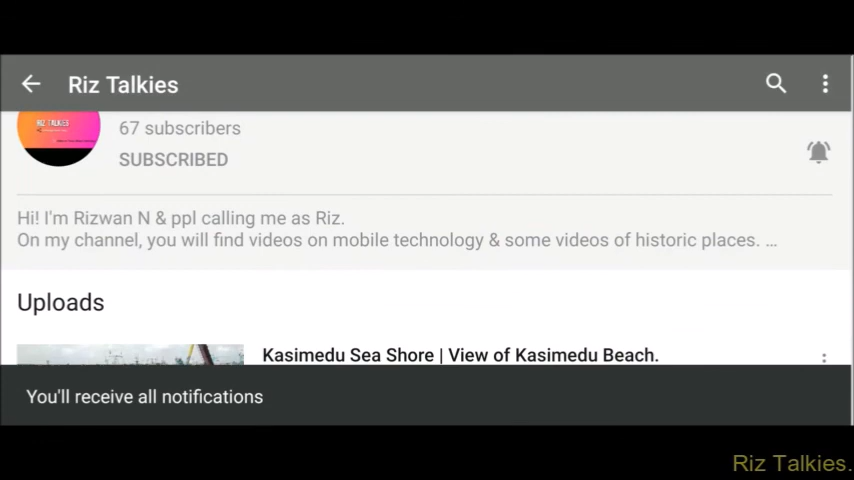 Riz Talkies
RIZ TALKIES
67 subscribers
SUBSCRIBED
Hi! I'm Rizwan N & ppl calling me as Riz.
On my channel, you will find videos on mobile technology & some videos of historic places. ...
Uploads
Kasimedu Sea Shore | View of Kasimedu Beach.
You'll receive all notifications
Riz Talkies.